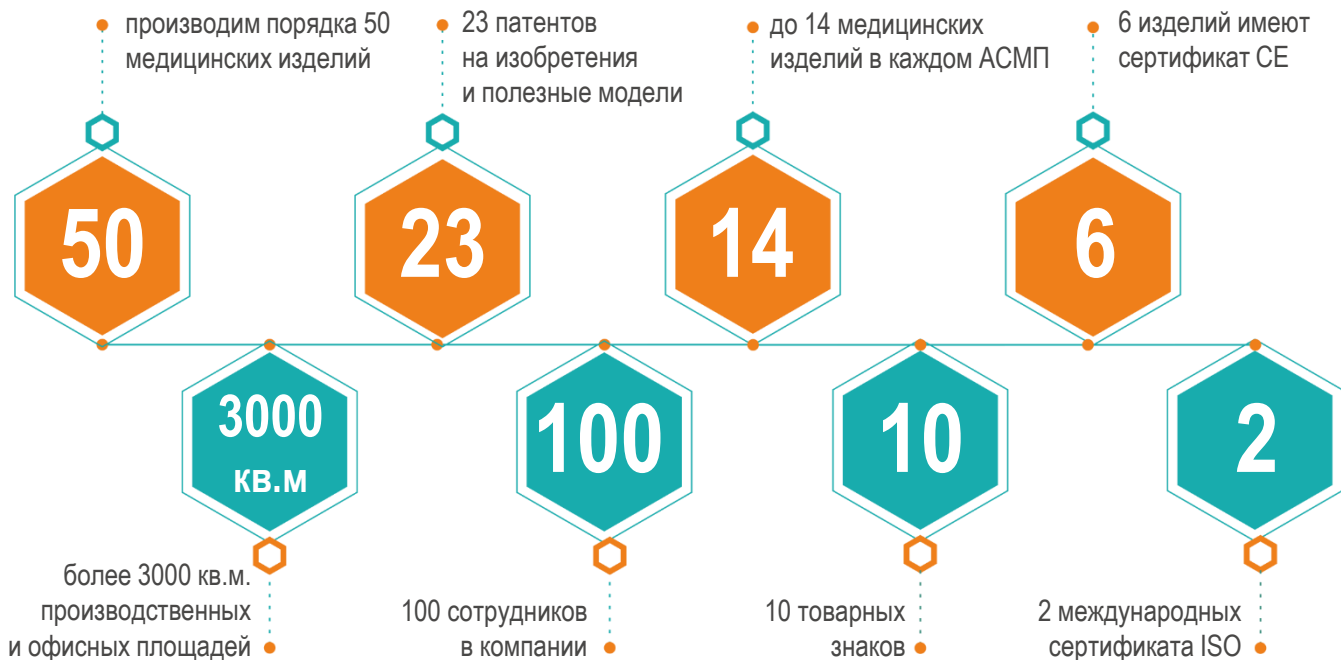 производим порядка 50
медицинских изделий
23 патентов
на изобретения
и полезные модели
до 14 медицинских
изделий в каждом АСМП
6 изделий имеют
сертификат СЕ
50
23
14
6
3000
кв.м
100
10
2
более 3000 кв.м.
производственных
и офисных площадей
100 сотрудников
в компании
10 товарных
знаков
2 международных
сертификата ISO